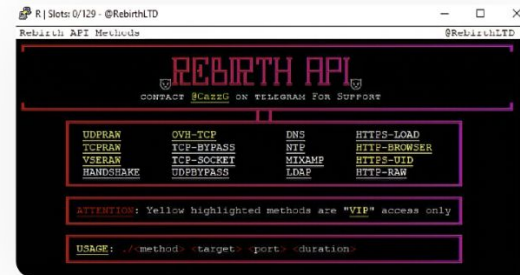 R | Slots: 0/129 - @RebirthLTD
Rebirth API Methods @RebirthLTD
REBIRTH API
CONTACT @CazzG ON TELEGRAM FOR SUPPORT
UDPRAW OVH-TCP DNS HTTPS-LOAD
TCPRAW TCP-BYPASS NTP HTTP-BROWSER
VSERAW TCP-SOCKET MIXAMP HTTPS-UID
HANDSHAKE UDPBYPASS LDAP HTTP-RAW
ATTENTION: Yellow highlighted methods are "VIP" access only
USAGE: ./<method> <target> <port> <duration>